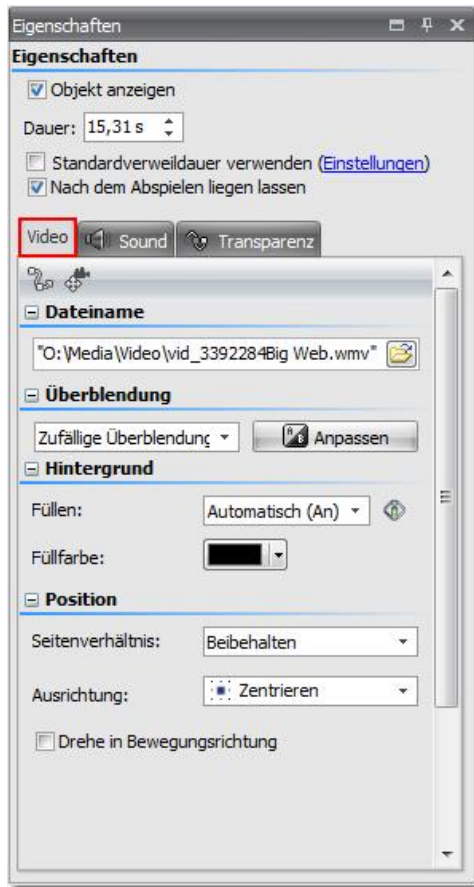 Eigenschaften
Eigenschaften
Objekt anzeigen
Dauer: 15,31 s
Standardverweildauer verwenden (Einstellungen)
Nach dem Abspielen liegen lassen
Video Sound Transparenz
Dateiname
"O:\Media\Video\vid_3392284Big Web.wmv"
Überblendung
Zufällige Überblendung Anpassen
Hintergrund
Füllen: Automatisch (An)
Füllfarbe:
Position
Seitenverhältnis: Beibehalten
Ausrichtung: Zentrieren
Drehe in Bewegungsrichtung